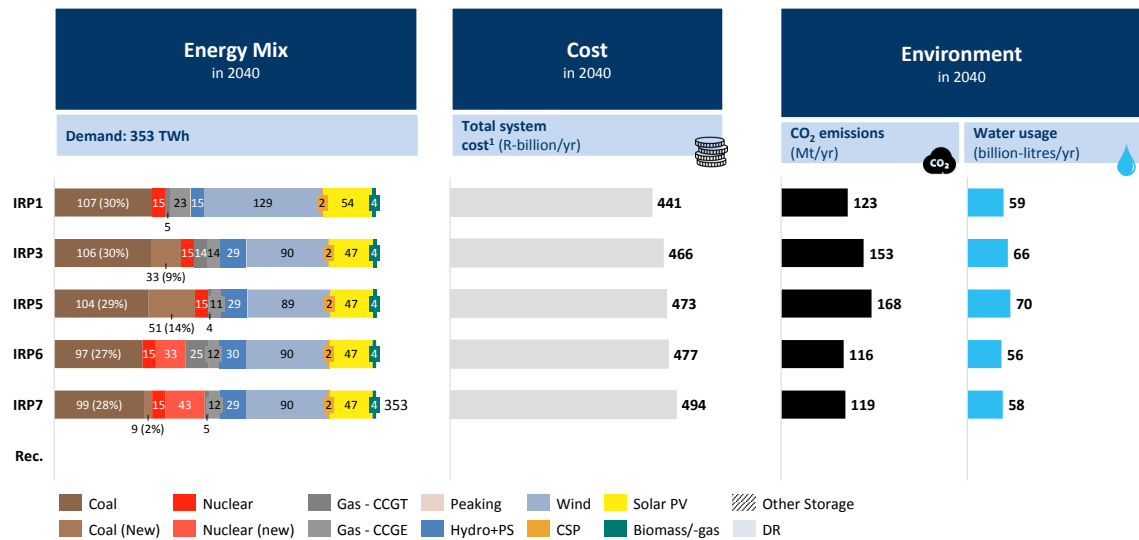 Energy Mix
in 2040
Cost
in 2040
Environment
in 2040
Demand: 353 TWh
Total system
cost¹ (R-billion/yr)
CO₂ emissions
(Mt/yr)
CO₂
Water usage
(billion-litres/yr)
IRP1 107 (30%) 15 23 15 129 2 54 4 441 123 59
5
IRP3 106 (30%) 15 14 14 29 90 2 47 4 466 153 66
33 (9%)
IRP5 104 (29%) 15 11 29 89 2 47 4 473 168 70
51 (14%) 4
IRP6 97 (27%) 15 33 25 12 30 90 2 47 4 477 116 56
IRP7 99 (28%) 15 43 12 29 90 2 47 4 353 494 119 58
9 (2%) 5
Rec.
Coal Nuclear Gas - CCGT Peaking Wind Solar PV Other Storage
Coal (New) Nuclear (new) Gas - CCGE Hydro+PS CSP Biomass/-gas DR